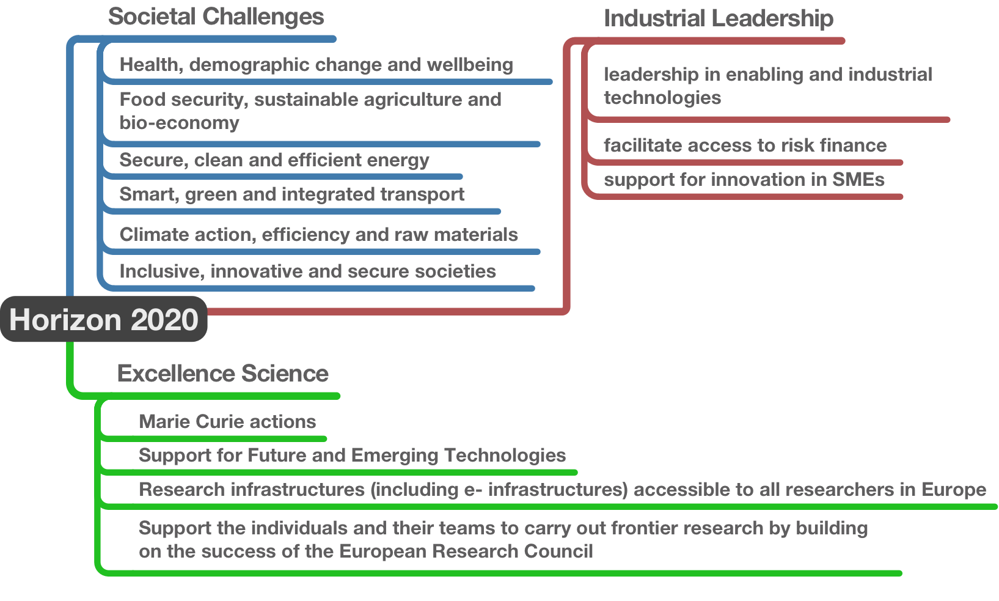 Societal Challenges
Health, demographic change and wellbeing
Food security, sustainable agriculture and
bio-economy
Secure, clean and efficient energy
Smart, green and integrated transport
Climate action, efficiency and raw materials
Inclusive, innovative and secure societies
Industrial Leadership
leadership in enabling and industrial
technologies
facilitate access to risk finance
support for innovation in SMEs
Horizon 2020
Excellence Science
Marie Curie actions
Support for Future and Emerging Technologies
Research infrastructures (including e- infrastructures) accessible to all researchers in Europe
Support the individuals and their teams to carry out frontier research by building
on the success of the European Research Council